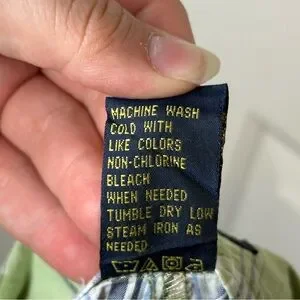 MACHINE WASH
COLD WITH
LIKE COLORS
NON-CHLORINE
BLEACH
WHEN NEEDED
TUMBLE DRY LOW
STEAM IRON AS
NEEDED